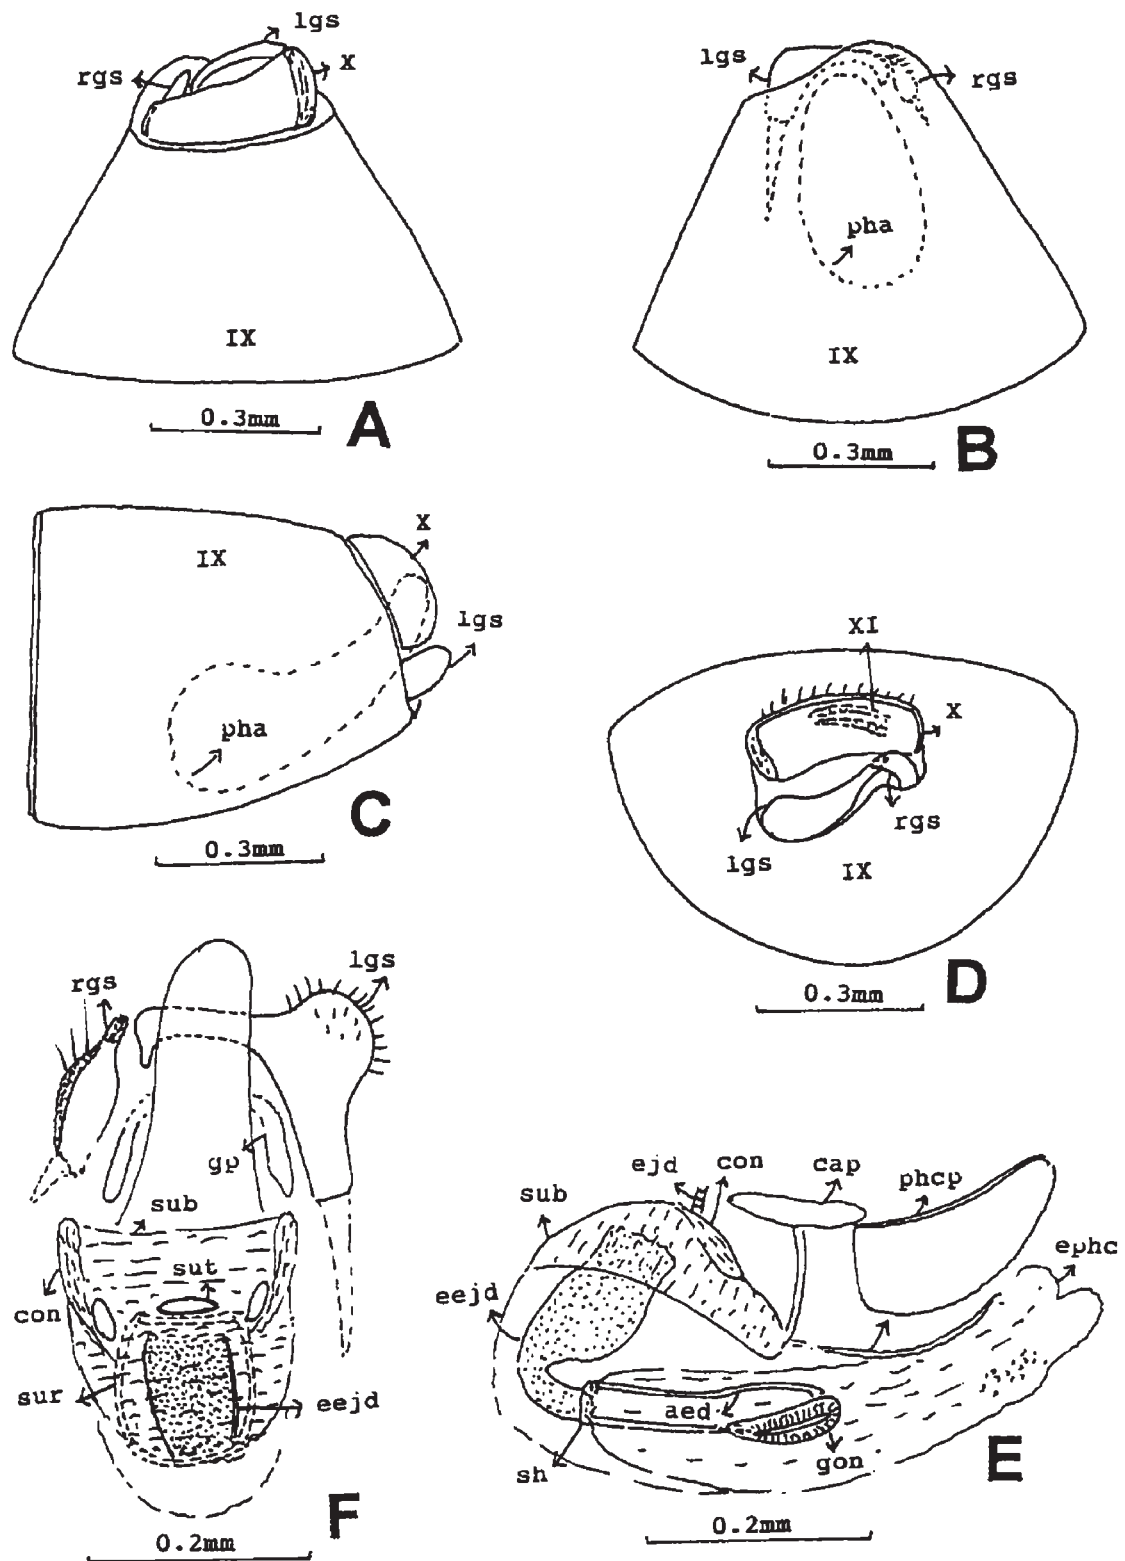 lgs
rgs
X
IX
0.3mm
A
lgs
rgs
pha
IX
0.3mm
B
X
IX
lgs
pha
C
0.3mm
XI
X
rgs
lgs
IX
D
0.3mm
lgs
rgs
gp
sub
sut
con
sur
eejd
F
0.2mm
ejd
con
cap
phcp
sub
ephc
eejd
aed
gon
sh
E
0.2mm